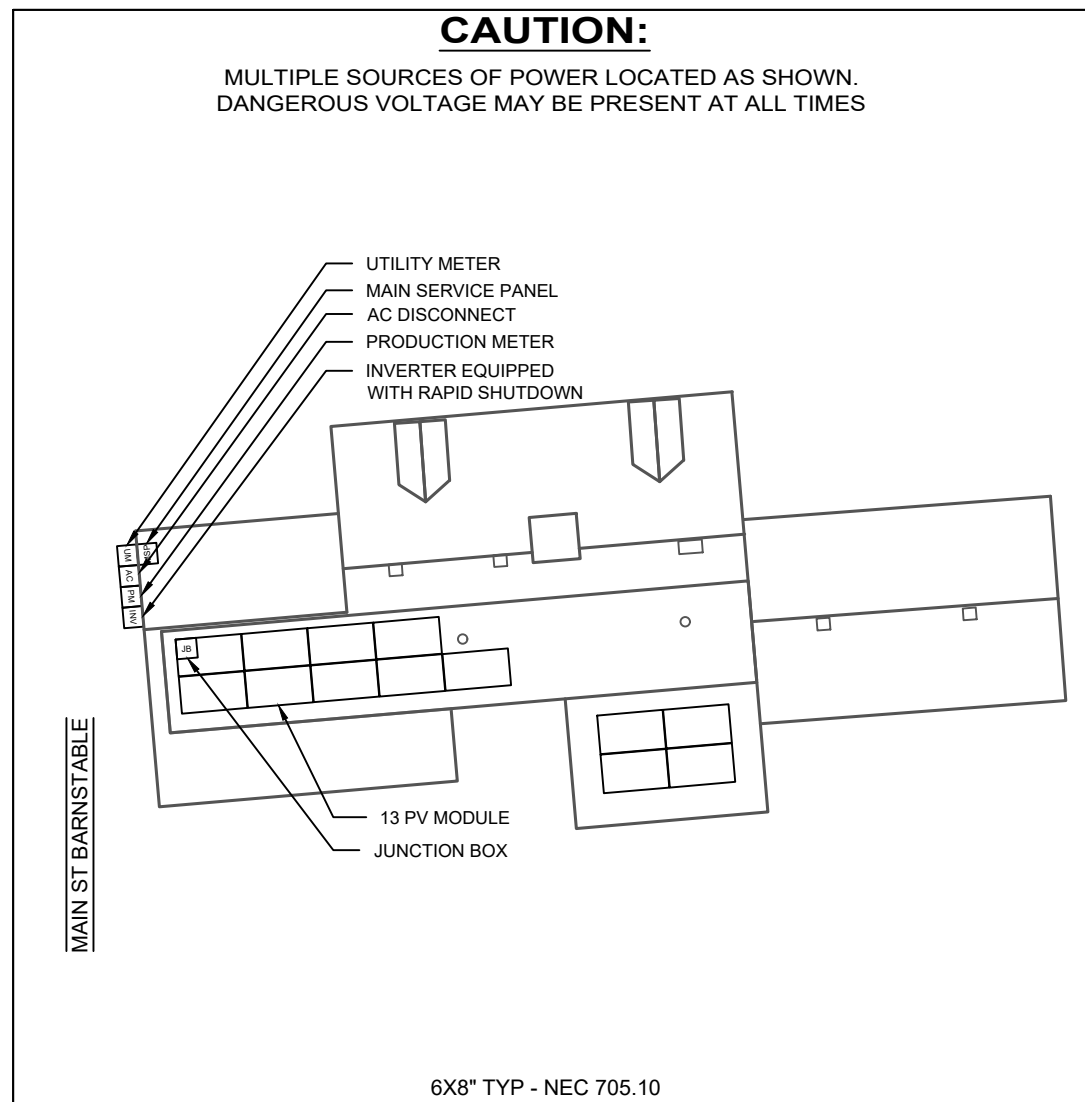 CAUTION:
MULTIPLE SOURCES OF POWER LOCATED AS SHOWN.
DANGEROUS VOLTAGE MAY BE PRESENT AT ALL TIMES
UTILITY METER
MAIN SERVICE PANEL
AC DISCONNECT
PRODUCTION METER
INVERTER EQUIPPED
WITH RAPID SHUTDOWN
UM
AC
PM
INV
JB
13 PV MODULE
JUNCTION BOX
MAIN ST BARNSTABLE
6X8" TYP - NEC 705.10